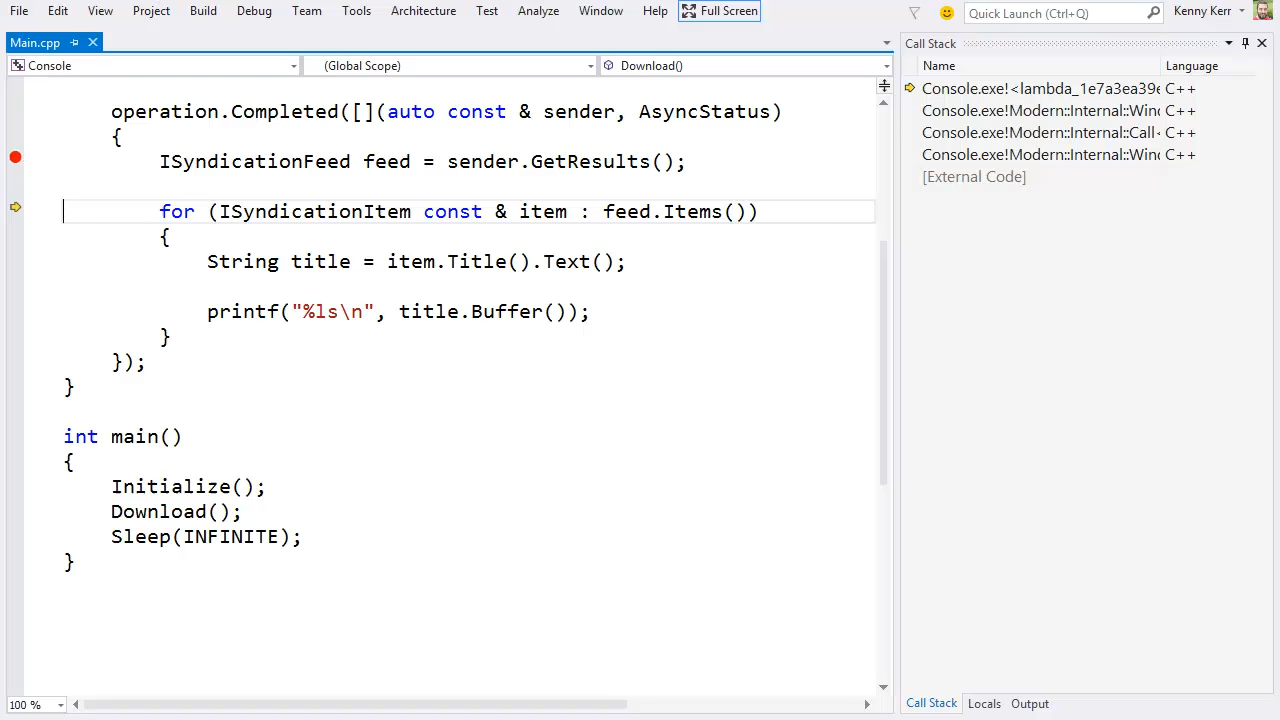 File Edit View Project Build Debug Team Tools Architecture Test Analyze Window Help Full Screen Quick Launch (Ctrl+Q) Kenny Kerr
Main.cpp
Console (Global Scope) Download()
operation.Completed([](auto const & sender, AsyncStatus)
{
ISyndicationFeed feed = sender.GetResults();
for (ISyndicationItem const & item : feed.Items())
{
String title = item.Title().Text();
printf("%ls\n", title.Buffer());
}
});
}
int main()
{
Initialize();
Download();
Sleep(INFINITE);
}
100 %
Call Stack
Name Language
Console.exe!<lambda_1e7a3ea39e C++
Console.exe!Modern::Internal::Winc C++
Console.exe!Modern::Internal::Call< C++
Console.exe!Modern::Internal::Winc C++
[External Code]
Call Stack Locals Output